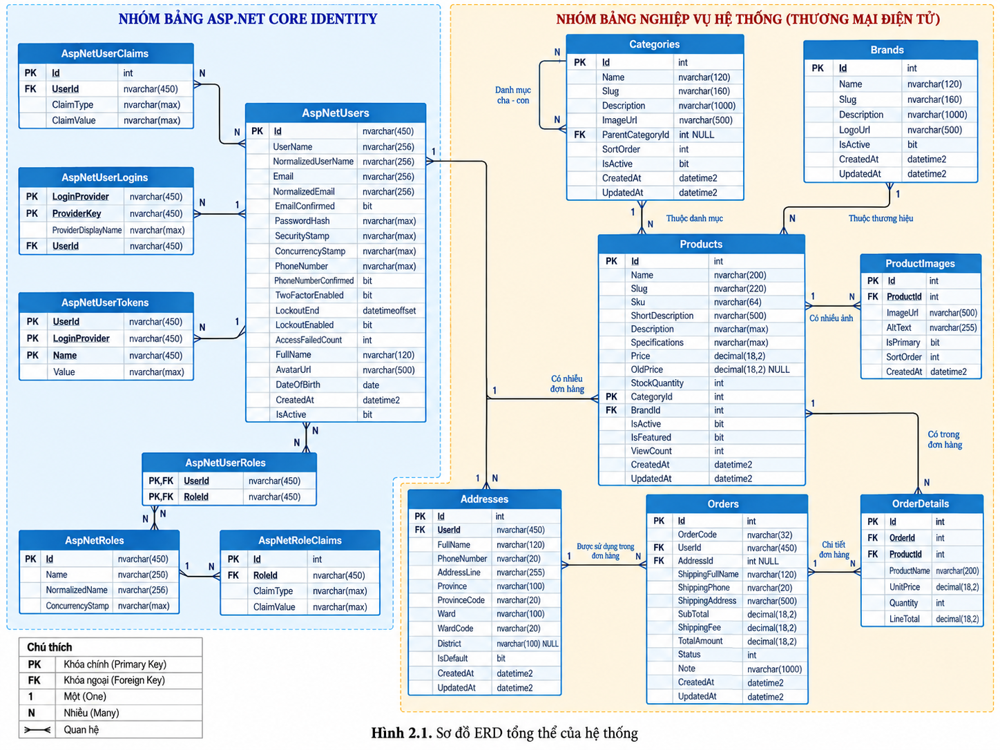 NHÓM BẢNG ASP.NET CORE IDENTITY
AspNetUserClaims
PK Id int
FK UserId nvarchar(450)
ClaimType nvarchar(max)
ClaimValue nvarchar(max)
N
N
AspNetUserLogins
PK LoginProvider nvarchar(450)
PK ProviderKey nvarchar(450)
ProviderDisplayName nvarchar(max)
FK UserId nvarchar(450)
N 1
AspNetUserTokens
PK UserId nvarchar(450)
PK LoginProvider nvarchar(450)
PK Name nvarchar(450)
Value nvarchar(max)
N 1
AspNetUsers
PK Id nvarchar(450)
UserName nvarchar(256)
NormalizedUserName nvarchar(256)
Email nvarchar(256)
NormalizedEmail nvarchar(256)
EmailConfirmed bit
PasswordHash nvarchar(max)
SecurityStamp nvarchar(max)
ConcurrencyStamp nvarchar(max)
PhoneNumber nvarchar(max)
PhoneNumberConfirmed bit
TwoFactorEnabled bit
LockoutEnd datetimeoffset
LockoutEnabled bit
AccessFailedCount int
FullName nvarchar(120)
AvatarUrl nvarchar(500)
DateOfBirth date
CreatedAt datetime2
IsActive bit
N
N
AspNetUserRoles
PK,FK UserId nvarchar(450)
PK,FK RoleId nvarchar(450)
N N
AspNetRoles
PK Id nvarchar(450)
Name nvarchar(250)
NormalizedName nvarchar(256)
ConcurrencyStamp nvarchar(max)
1 N
AspNetRoleClaims
PK Id int
FK RoleId nvarchar(450)
ClaimType nvarchar(max)
ClaimValue nvarchar(max)
Chú thích
PK Khóa chính (Primary Key)
FK Khóa ngoại (Foreign Key)
1 Một (One)
N Nhiều (Many)
Quan hệ
NHÓM BẢNG NGHIỆP VỤ HỆ THỐNG (THƯƠNG MẠI ĐIỆN TỬ)
N
Danh mục
cha - con
N
Categories
PK Id int
Name nvarchar(120)
Slug nvarchar(160)
Description nvarchar(1000)
ImageUrl nvarchar(500)
FK ParentCategoryId int NULL
SortOrder int
IsActive bit
CreatedAt datetime2
UpdatedAt datetime2
Brands
PK Id int
Name nvarchar(120)
Slug nvarchar(160)
Description nvarchar(1000)
LogoUrl nvarchar(500)
IsActive bit
CreatedAt datetime2
UpdatedAt datetime2
1
1 Thuộc danh mục
N
1
N Thuộc thương hiệu
Products
PK Id int
Name nvarchar(200)
Slug nvarchar(220)
Sku nvarchar(64)
ShortDescription nvarchar(500)
Description nvarchar(max)
Specifications nvarchar(max)
Price decimal(18,2)
OldPrice decimal(18,2) NULL
StockQuantity int
PK CategoryId int
FK BrandId int
IsActive bit
IsFeatured bit
ViewCount int
CreatedAt datetime2
UpdatedAt datetime2
1 N
Có nhiều ảnh
ProductImages
PK Id int
FK ProductId int
ImageUrl nvarchar(500)
AltText nvarchar(255)
IsPrimary bit
SortOrder int
CreatedAt datetime2
Có nhiều
đơn hàng
1
1
Có trong
đơn hàng
N
1 N
Addresses
PK Id int
FK UserId nvarchar(450)
FullName nvarchar(120)
PhoneNumber nvarchar(20)
AddressLine nvarchar(255)
Province nvarchar(100)
ProvinceCode nvarchar(20)
Ward nvarchar(100)
WardCode nvarchar(20)
District nvarchar(100) NULL
IsDefault bit
CreatedAt datetime2
UpdatedAt datetime2
Được sử dụng trong
đơn hàng
1 N
Orders
PK Id int
OrderCode nvarchar(32)
FK UserId nvarchar(450)
FK AddressId int NULL
ShippingFullName nvarchar(120)
ShippingPhone nvarchar(20)
ShippingAddress nvarchar(500)
SubTotal decimal(18,2)
ShippingFee decimal(18,2)
TotalAmount decimal(18,2)
Status int
Note nvarchar(1000)
CreatedAt datetime2
UpdatedAt datetime2
Chi tiết
đơn hàng
1 N
OrderDetails
PK Id int
FK OrderId int
FK ProductId int
ProductName nvarchar(200)
UnitPrice decimal(18,2)
Quantity int
LineTotal decimal(18,2)
Hình 2.1. Sơ đồ ERD tổng thể của hệ thống